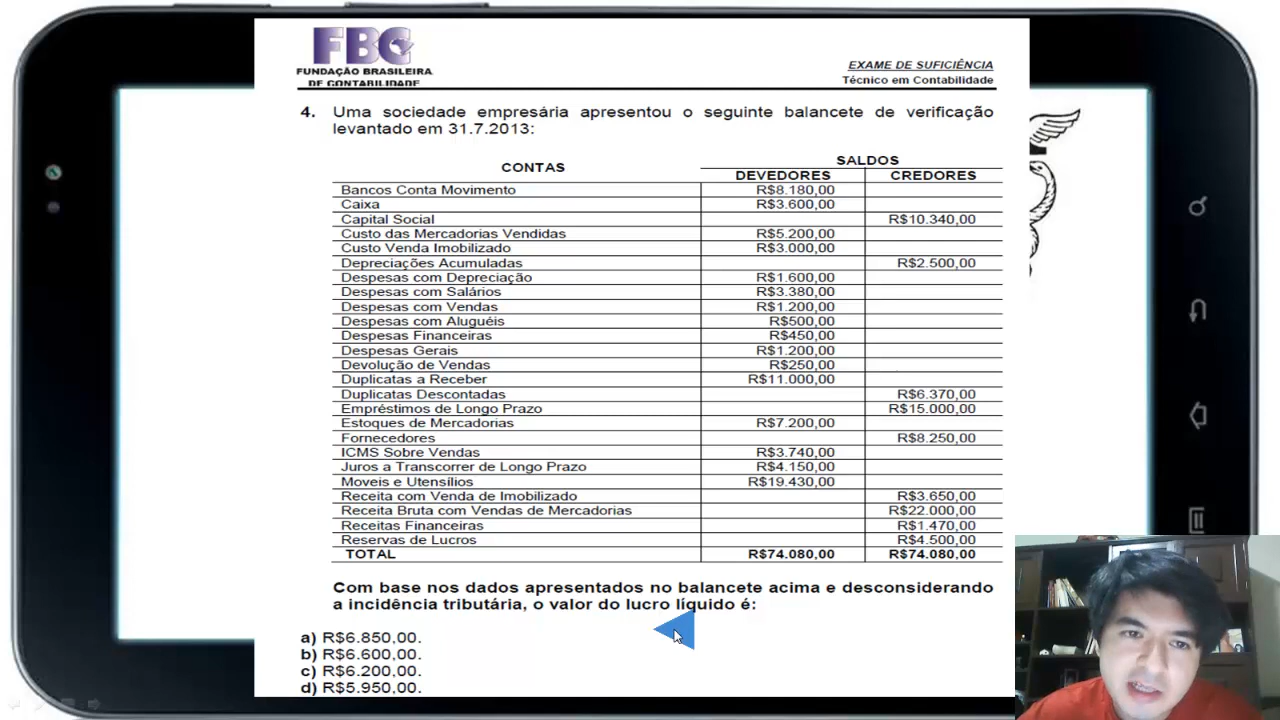 FBC
FUNDAÇÃO BRASILEIRA
DE CONTABILIDADE
EXAME DE SUFICIÊNCIA
Técnico em Contabilidade
4. Uma sociedade empresária apresentou o seguinte balancete de verificação
levantado em 31.7.2013:
CONTAS SALDOS
DEVEDORES CREDORES
Bancos Conta Movimento R$8.180,00
Caixa R$3.600,00
Capital Social R$10.340,00
Custo das Mercadorias Vendidas R$5.200,00
Custo Venda Imobilizado R$3.000,00
Depreciações Acumuladas R$2.500,00
Despesas com Depreciação R$1.600,00
Despesas com Salários R$3.380,00
Despesas com Vendas R$1.200,00
Despesas com Aluguéis R$500,00
Despesas Financeiras R$450,00
Despesas Gerais R$1.200,00
Devolução de Vendas R$250,00
Duplicatas a Receber R$11.000,00
Duplicatas Descontadas R$6.370,00
Empréstimos de Longo Prazo R$15.000,00
Estoques de Mercadorias R$7.200,00
Fornecedores R$8.250,00
ICMS Sobre Vendas R$3.740,00
Juros a Transcorrer de Longo Prazo R$4.150,00
Moveis e Utensílios R$19.430,00
Receita com Venda de Imobilizado R$3.650,00
Receita Bruta com Vendas de Mercadorias R$22.000,00
Receitas Financeiras R$1.470,00
Reservas de Lucros R$4.500,00
TOTAL R$74.080,00 R$74.080,00
Com base nos dados apresentados no balancete acima e desconsiderando
a incidência tributária, o valor do lucro líquido é:
a) R$6.850,00.
b) R$6.600,00.
c) R$6.200,00.
d) R$5.950,00.